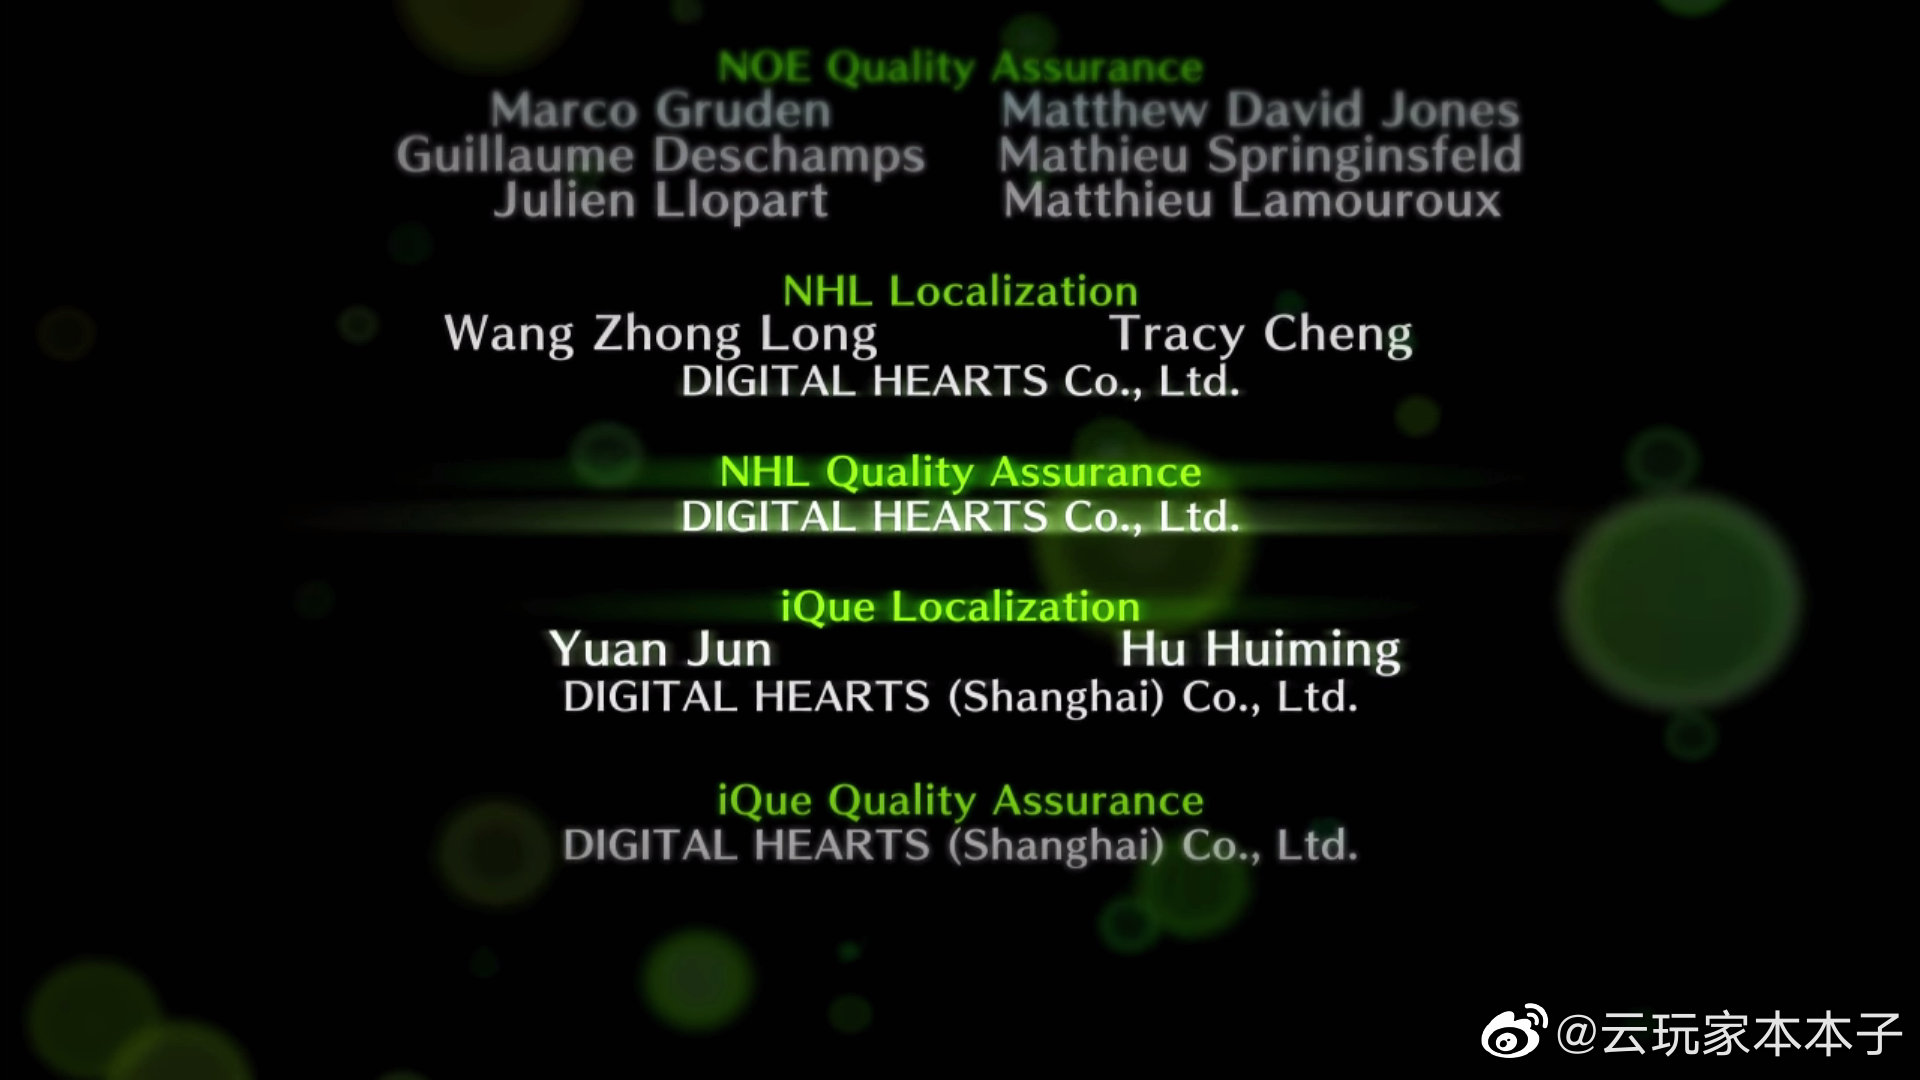 NOE Quality Assurance
Marco Gruden Matthew David Jones
Guillaume Deschamps Mathieu Springinsfeld
Julien Llopart Matthieu Lamouroux
NHL Localization
Wang Zhong Long Tracy Cheng
DIGITAL HEARTS Co., Ltd.
NHL Quality Assurance
DIGITAL HEARTS Co., Ltd.
iQue Localization
Yuan Jun Hu Huiming
DIGITAL HEARTS (Shanghai) Co., Ltd.
iQue Quality Assurance
DIGITAL HEARTS (Shanghai) Co., Ltd.
@云玩家本本子